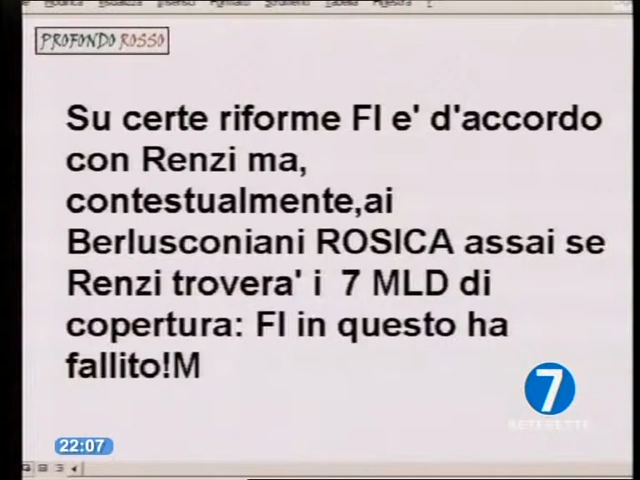 PROFONDO ROSSO
Su certe riforme FI e' d'accordo
con Renzi ma,
contestualmente,ai
Berlusconiani ROSICA assai se
Renzi trovera' i 7 MLD di
copertura: FI in questo ha
fallito!M
7
RETESETTE
22:07